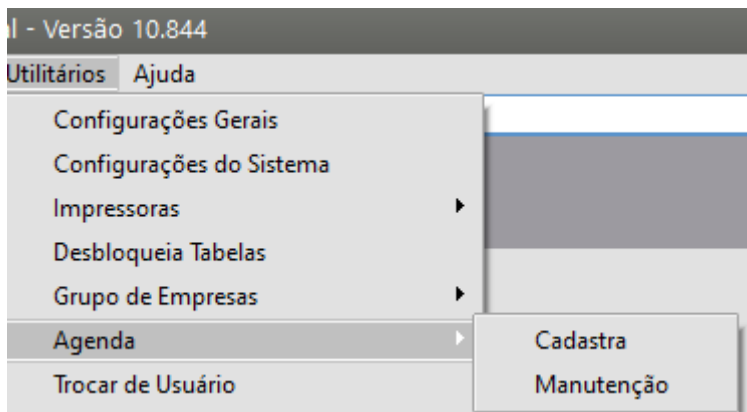 l - Versão 10.844
Utilitários Ajuda
Configurações Gerais
Configurações do Sistema
Impressoras
Desbloqueia Tabelas
Grupo de Empresas
Agenda
Cadastra
Trocar de Usuário
Manutenção